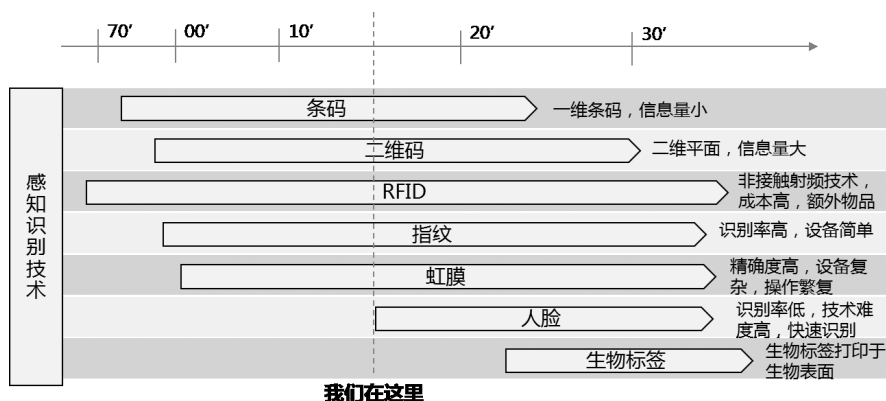 70’ 00’ 10’ 20’ 30’
感知识别技术
条码 一维条码，信息量小
二维码 二维平面，信息量大
RFID 非接触射频技术，
成本高，额外物品
指纹 识别率高，设备简单
虹膜 精确度高，设备复
杂，操作繁复
人脸 识别率低，技术难
度高，快速识别
生物标签 生物标签打印于
生物表面
我们在这里